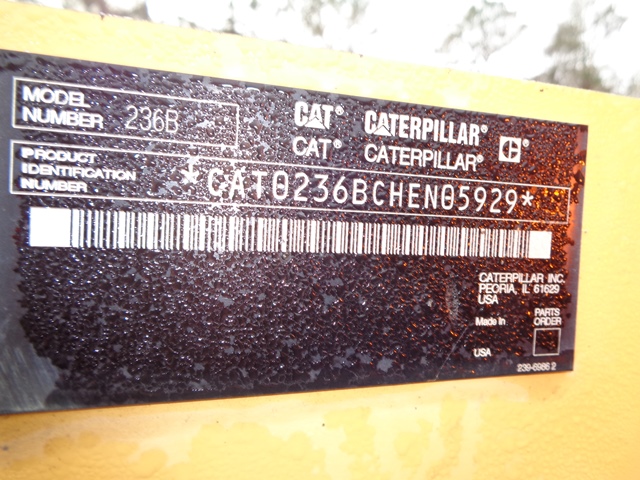 MODEL
NUMBER 236B
CAT® CATERPILLAR®
CAT® CATERPILLAR®
PRODUCT
IDENTIFICATION
NUMBER
*CAT0236BCHEN05929*
CATERPILLAR INC.
PEORIA, IL 61629
USA
Made in
USA
PARTS
ORDER
239-6986 2